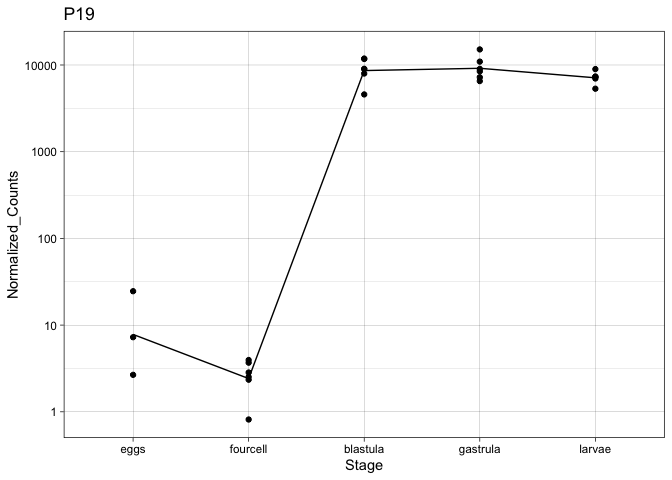 P19
10000
1000
100
10
1
Normalized_Counts
eggs fourcell blastula gastrula larvae
Stage